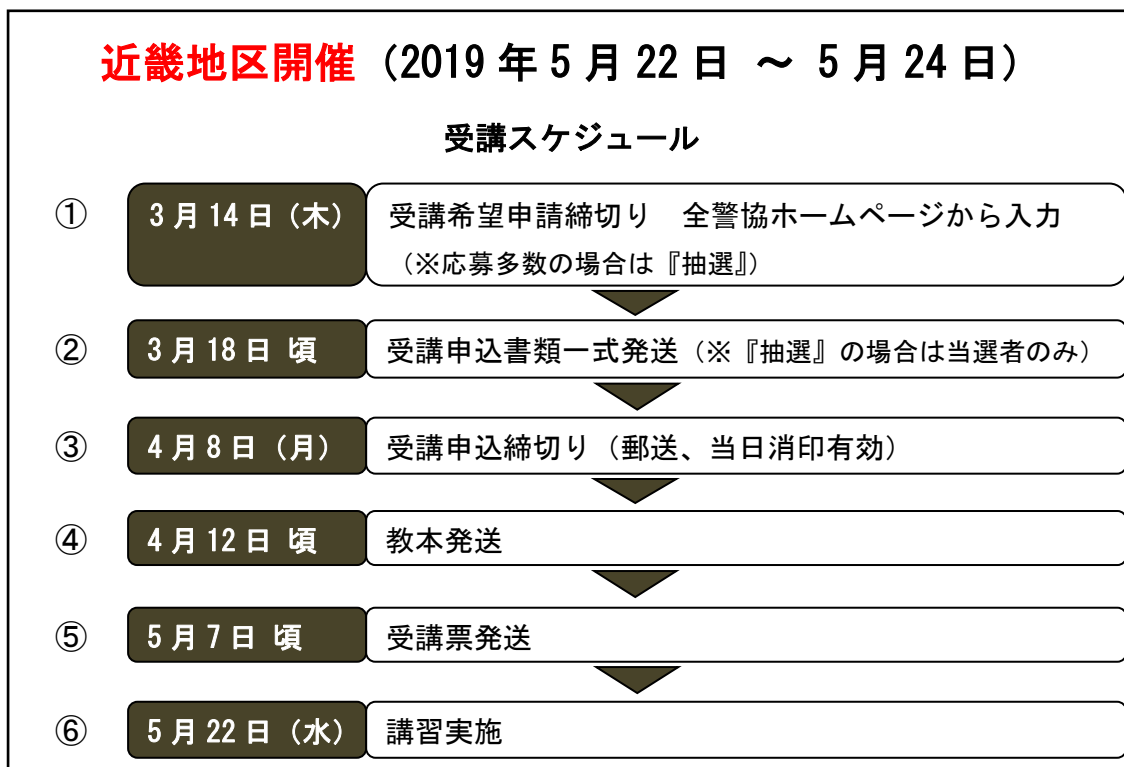 近畿地区開催（2019年5月22日 ～ 5月24日）
受講スケジュール
① 3月14日（木） 受講希望申請締切り　全警協ホームページから入力
（※応募多数の場合は『抽選』）
② 3月18日 頃 受講申込書類一式発送（※『抽選』の場合は当選者のみ）
③ 4月8日（月） 受講申込締切り（郵送、当日消印有効）
④ 4月12日 頃 教本発送
⑤ 5月7日 頃 受講票発送
⑥ 5月22日（水） 講習実施